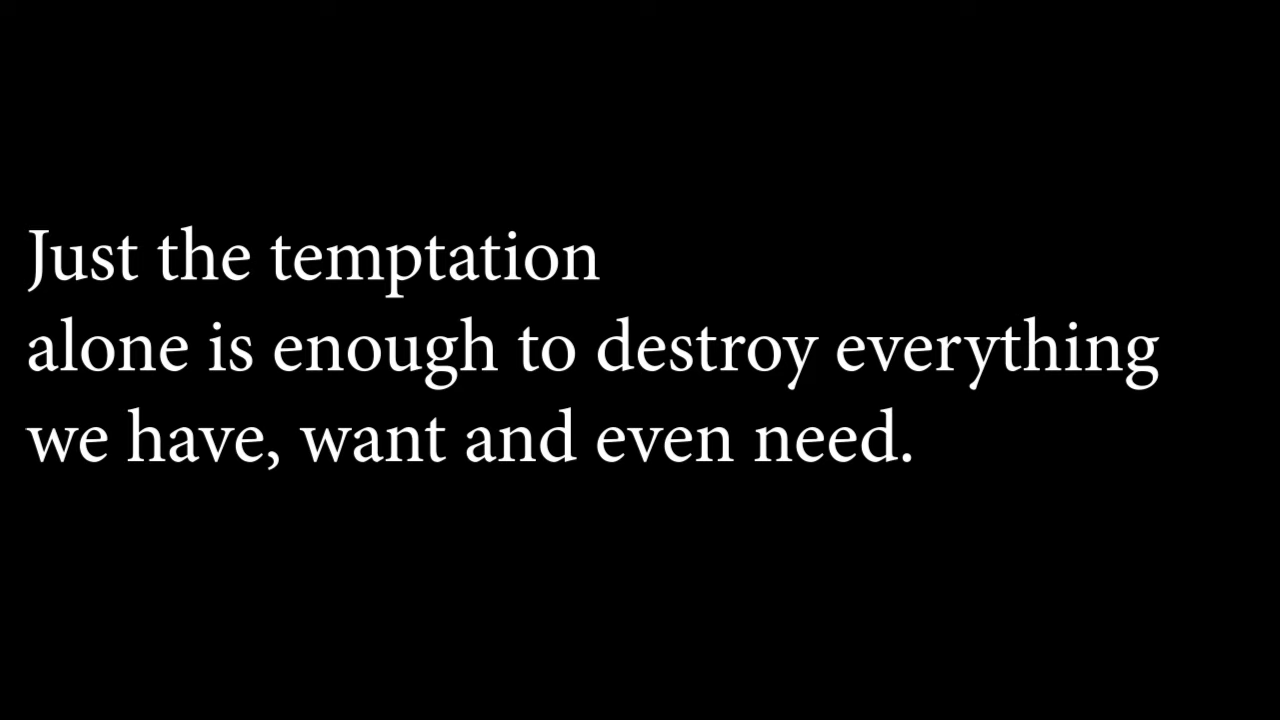 Just the temptation
alone is enough to destroy everything
we have, want and even need.